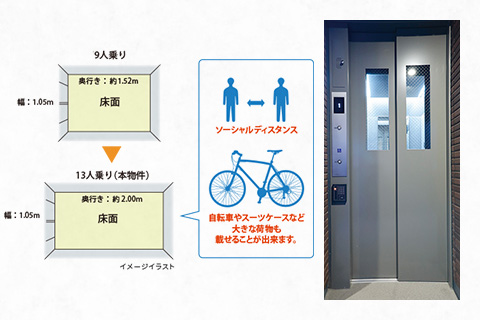 9人乗り
奥行き：約1.52m
幅：1.05m
床面
13人乗り（本物件）
奥行き：約2.00m
幅：1.05m
床面
イメージイラスト
ソーシャルディスタンス
自転車やスーツケースなど
大きな荷物も
載せることが出来ます。
1